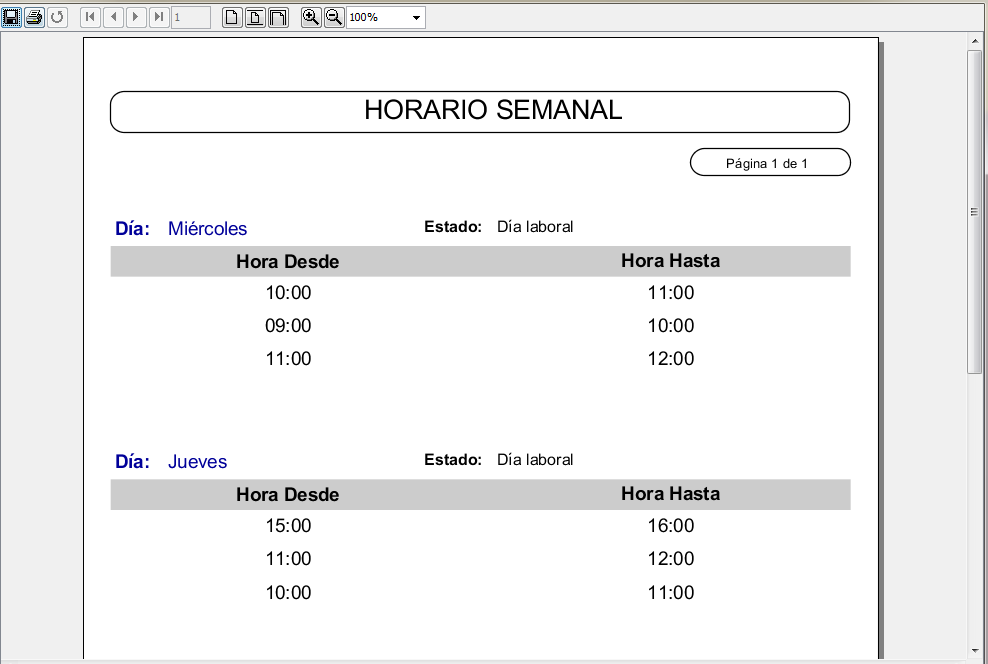 1
100%
HORARIO SEMANAL
Página 1 de 1
Día: Miércoles Estado: Día laboral
Hora Desde Hora Hasta
10:00 11:00
09:00 10:00
11:00 12:00
Día: Jueves Estado: Día laboral
Hora Desde Hora Hasta
15:00 16:00
11:00 12:00
10:00 11:00